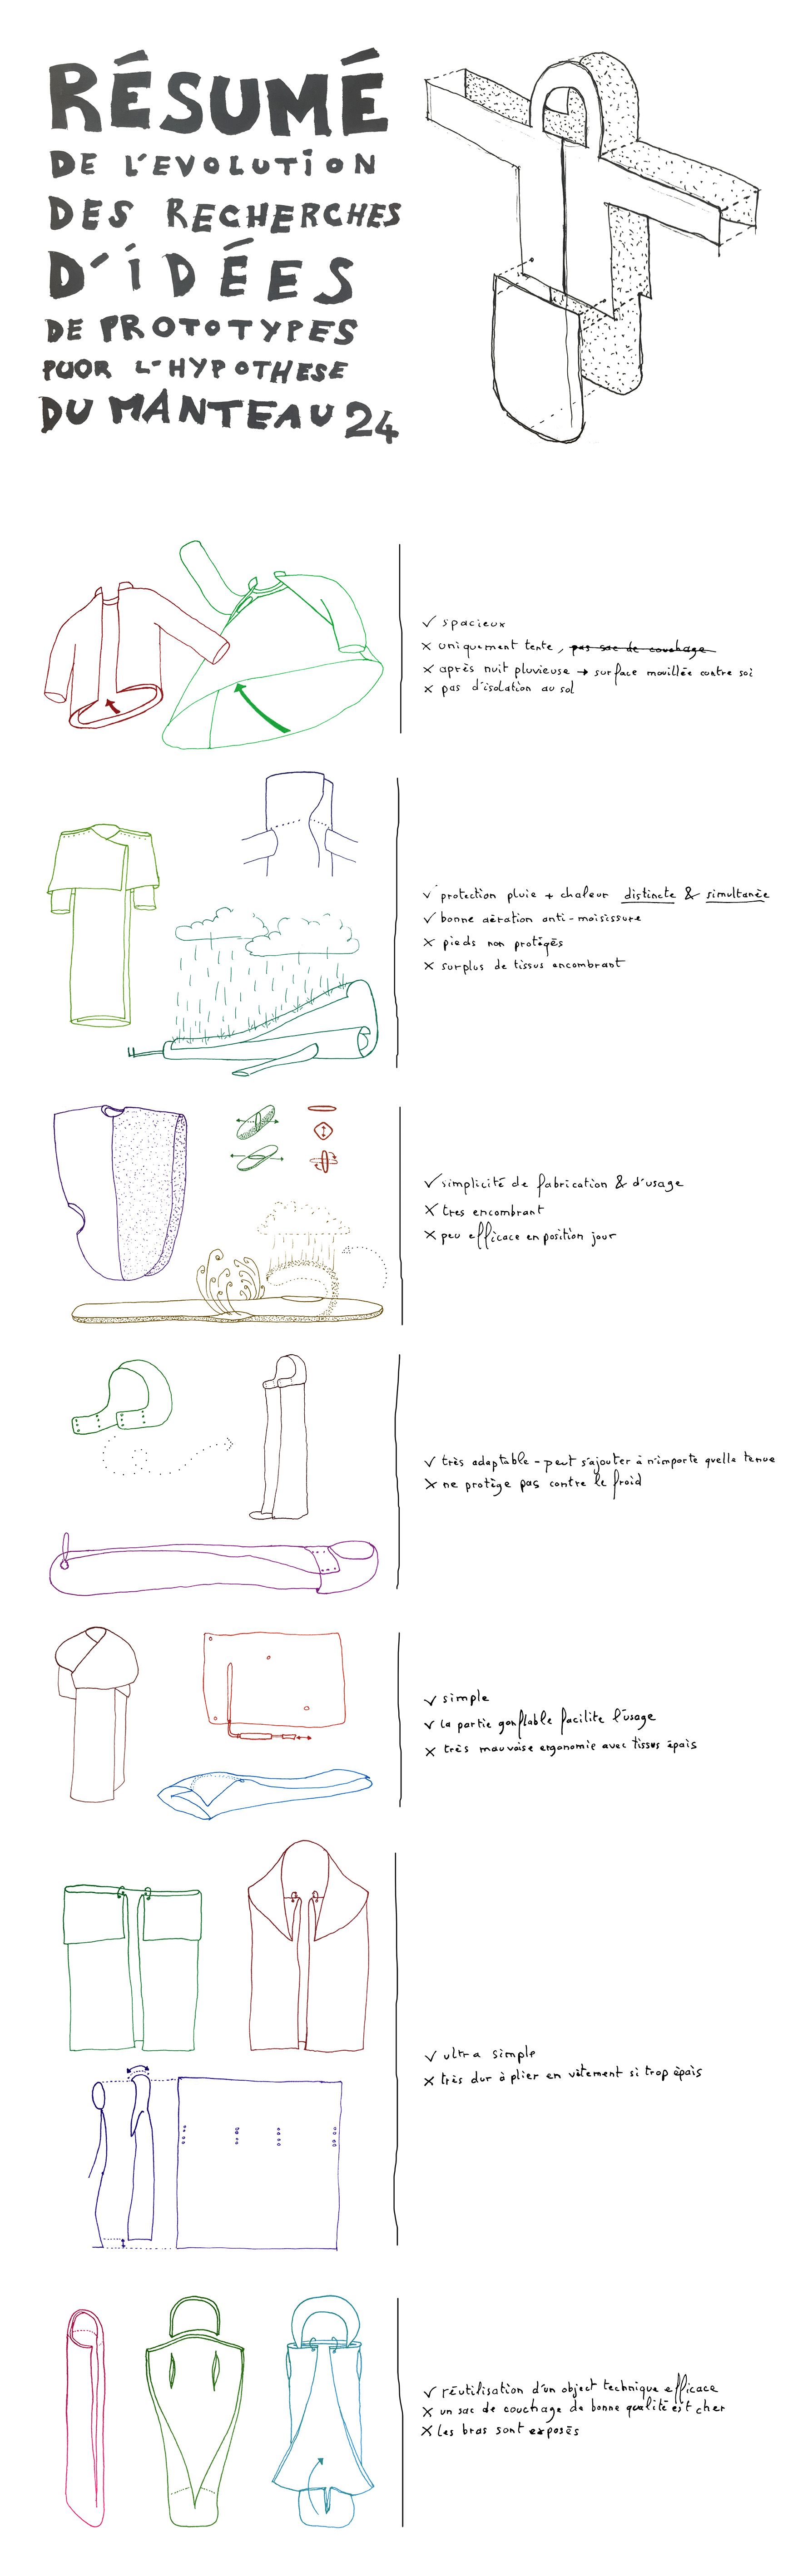 RÉSUMÉ
DE L'EVOLUTiON
DES RECHERCHES
D'iDÉES
DE PROTOTYPES
PUOR L'HYPOTHESE
DU MANTEAU 24
✓ spacieux
✗ uniquement tente, pas sac de couchage
✗ après nuit pluvieuse → surface mouillée contre soi
✗ pas d'isolation au sol
✓ protection pluie + chaleur distincte & simultanée
✓ bonne aération anti-moisissure
✗ pieds non protégés
✗ surplus de tissus encombrant
✓ simplicité de fabrication & d'usage
✗ tres encombrant
✗ peu efficace en position jour
✓ très adaptable - peut s'ajouter à n'importe quelle tenue
✗ ne protège pas contre le froid
✓ simple
✓ la partie gonflable facilite l'usage
✗ très mauvaise ergonomie avec tissus épais
✓ ultra simple
✗ très dur à plier en vêtement si trop épais
✓ réutilisation d'un object technique efficace
✗ un sac de couchage de bonne qualité est cher
✗ les bras sont exposés